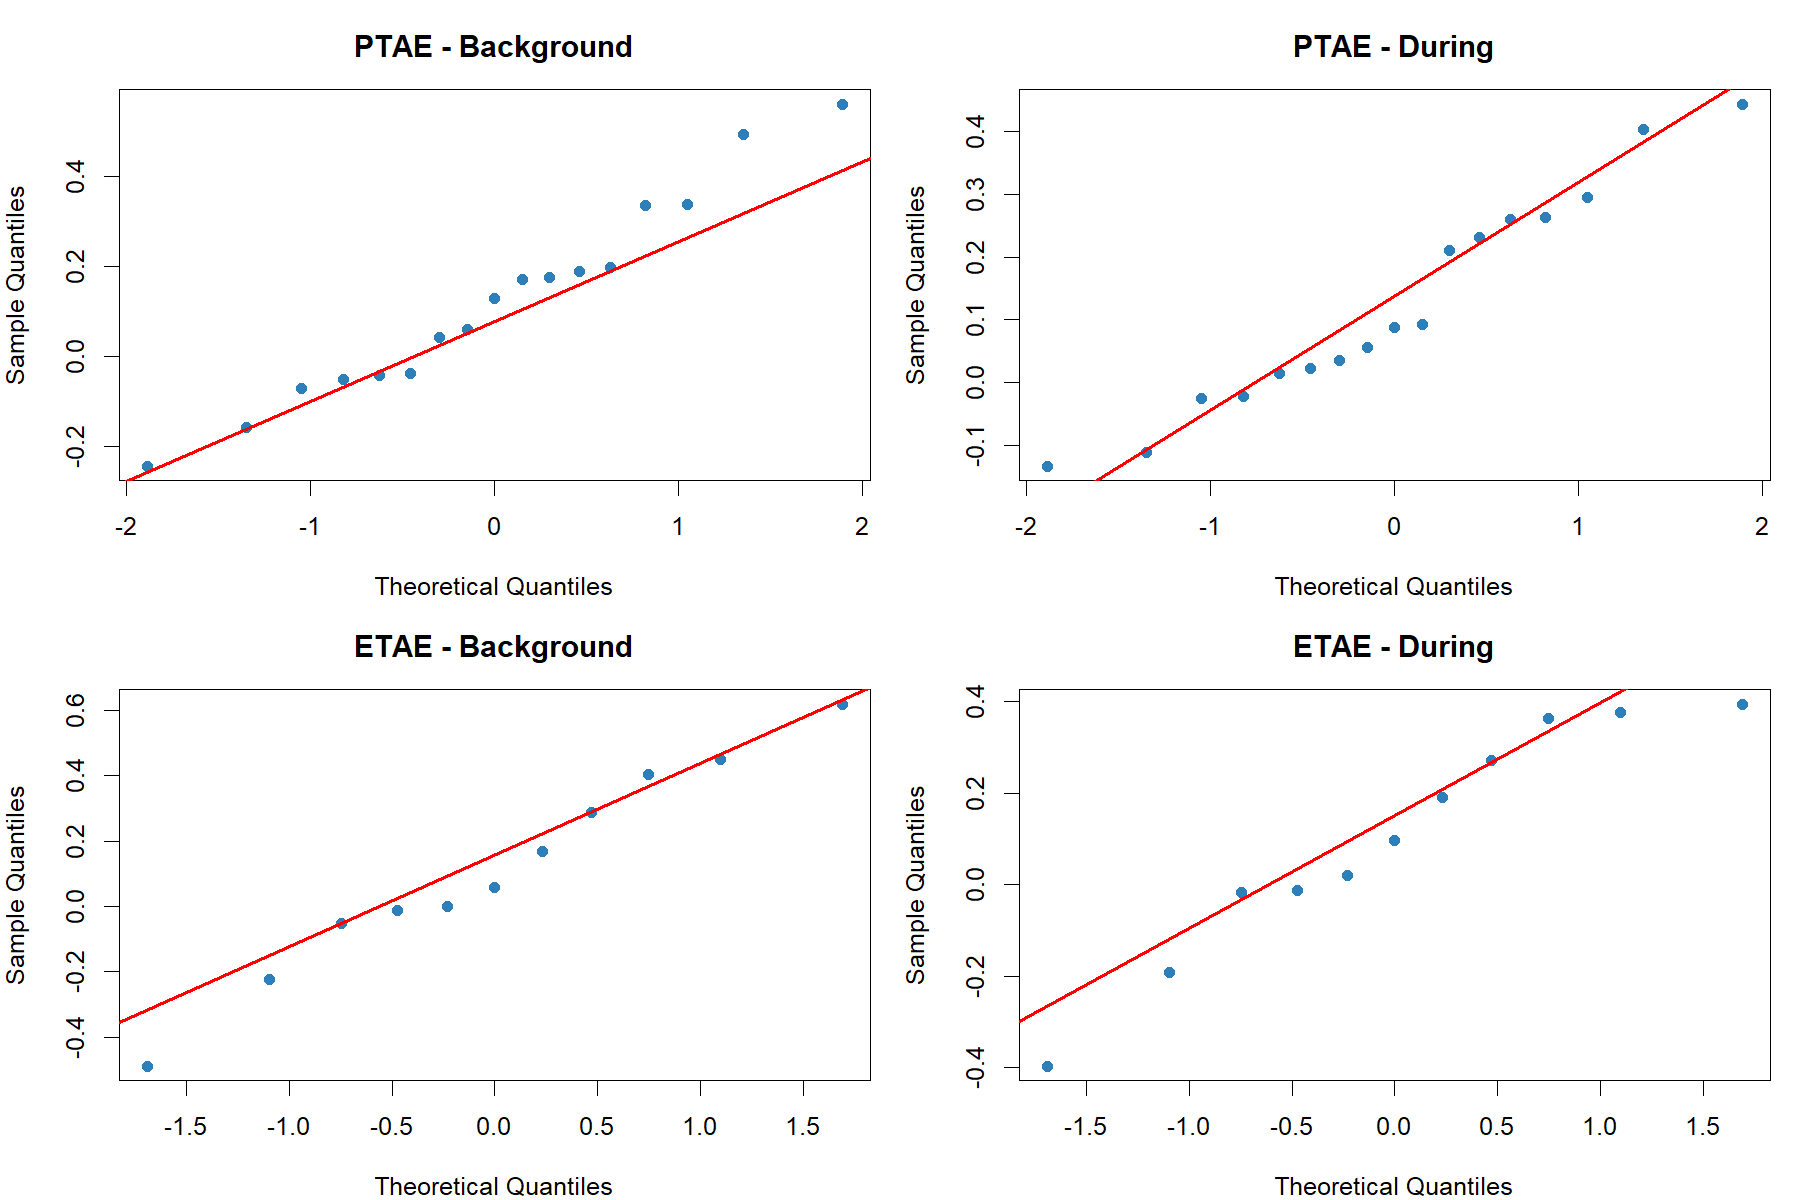 PTAE - Background
Sample Quantiles
0.4
0.2
0.0
-0.2
-2 -1 0 1 2
Theoretical Quantiles
PTAE - During
Sample Quantiles
0.4
0.3
0.2
0.1
0.0
-0.1
-2 -1 0 1 2
Theoretical Quantiles
ETAE - Background
Sample Quantiles
0.6
0.4
0.2
0.0
-0.2
-0.4
-1.5 -1.0 -0.5 0.0 0.5 1.0 1.5
Theoretical Quantiles
ETAE - During
Sample Quantiles
0.4
0.2
0.0
-0.2
-0.4
-1.5 -1.0 -0.5 0.0 0.5 1.0 1.5
Theoretical Quantiles